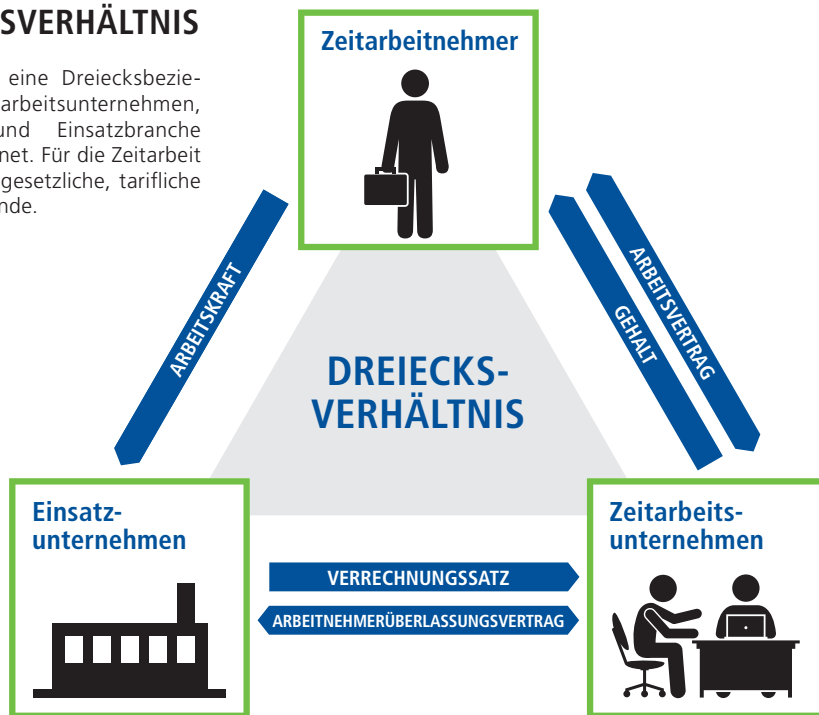 SVERHÄLTNIS
eine Dreiecksbezie-
arbeitsunternehmen,
und Einsatzbranche
net. Für die Zeitarbeit
gesetzliche, tarifliche
nde.
Zeitarbeitnehmer
ARBEITSKRAFT
GEHALT
ARBEITSVERTRAG
DREIECKS-
VERHÄLTNIS
Einsatz-
unternehmen
VERRECHNUNGSSATZ
ARBEITNEHMERÜBERLASSUNGSVERTRAG
Zeitarbeits-
unternehmen